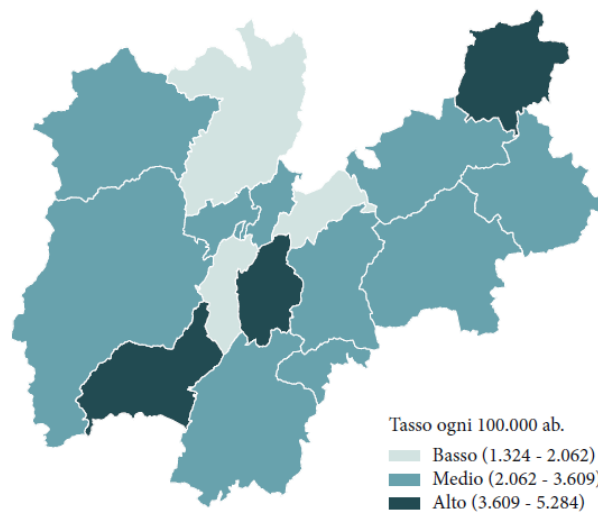 Tasso ogni 100.000 ab.
Basso (1.324 - 2.062)
Medio (2.062 - 3.609)
Alto (3.609 - 5.284)